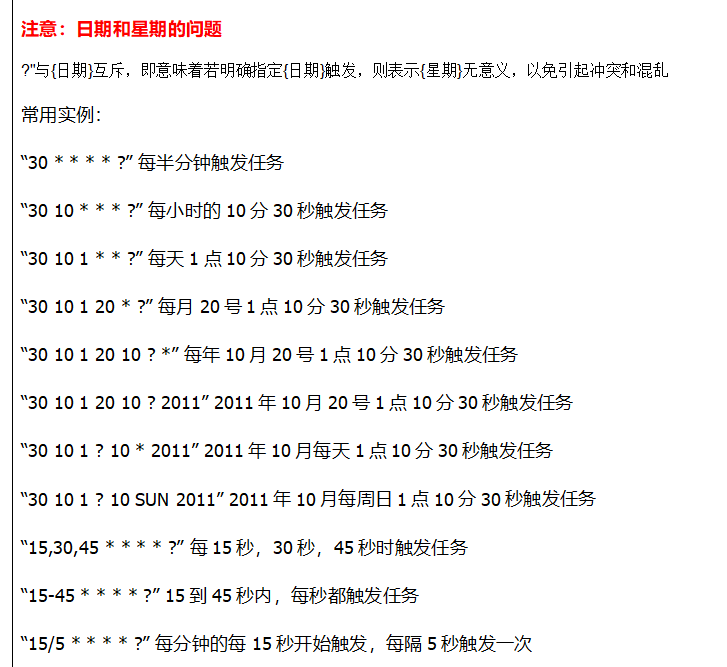 注意：日期和星期的问题
?"与{日期}互斥，即意味着若明确指定{日期}触发，则表示{星期}无意义，以免引起冲突和混乱
常用实例：
“30 * * * * ?” 每半分钟触发任务
“30 10 * * * ?” 每小时的 10 分 30 秒触发任务
“30 10 1 * * ?” 每天 1 点 10 分 30 秒触发任务
“30 10 1 20 * ?” 每月 20 号 1 点 10 分 30 秒触发任务
“30 10 1 20 10 ? *” 每年 10 月 20 号 1 点 10 分 30 秒触发任务
“30 10 1 20 10 ? 2011” 2011 年 10 月 20 号 1 点 10 分 30 秒触发任务
“30 10 1 ? 10 * 2011” 2011 年 10 月每天 1 点 10 分 30 秒触发任务
“30 10 1 ? 10 SUN 2011” 2011 年 10 月每周日 1 点 10 分 30 秒触发任务
“15,30,45 * * * * ?” 每 15 秒，30 秒，45 秒时触发任务
“15-45 * * * * ?” 15 到 45 秒内，每秒都触发任务
“15/5 * * * * ?” 每分钟的每 15 秒开始触发，每隔 5 秒触发一次